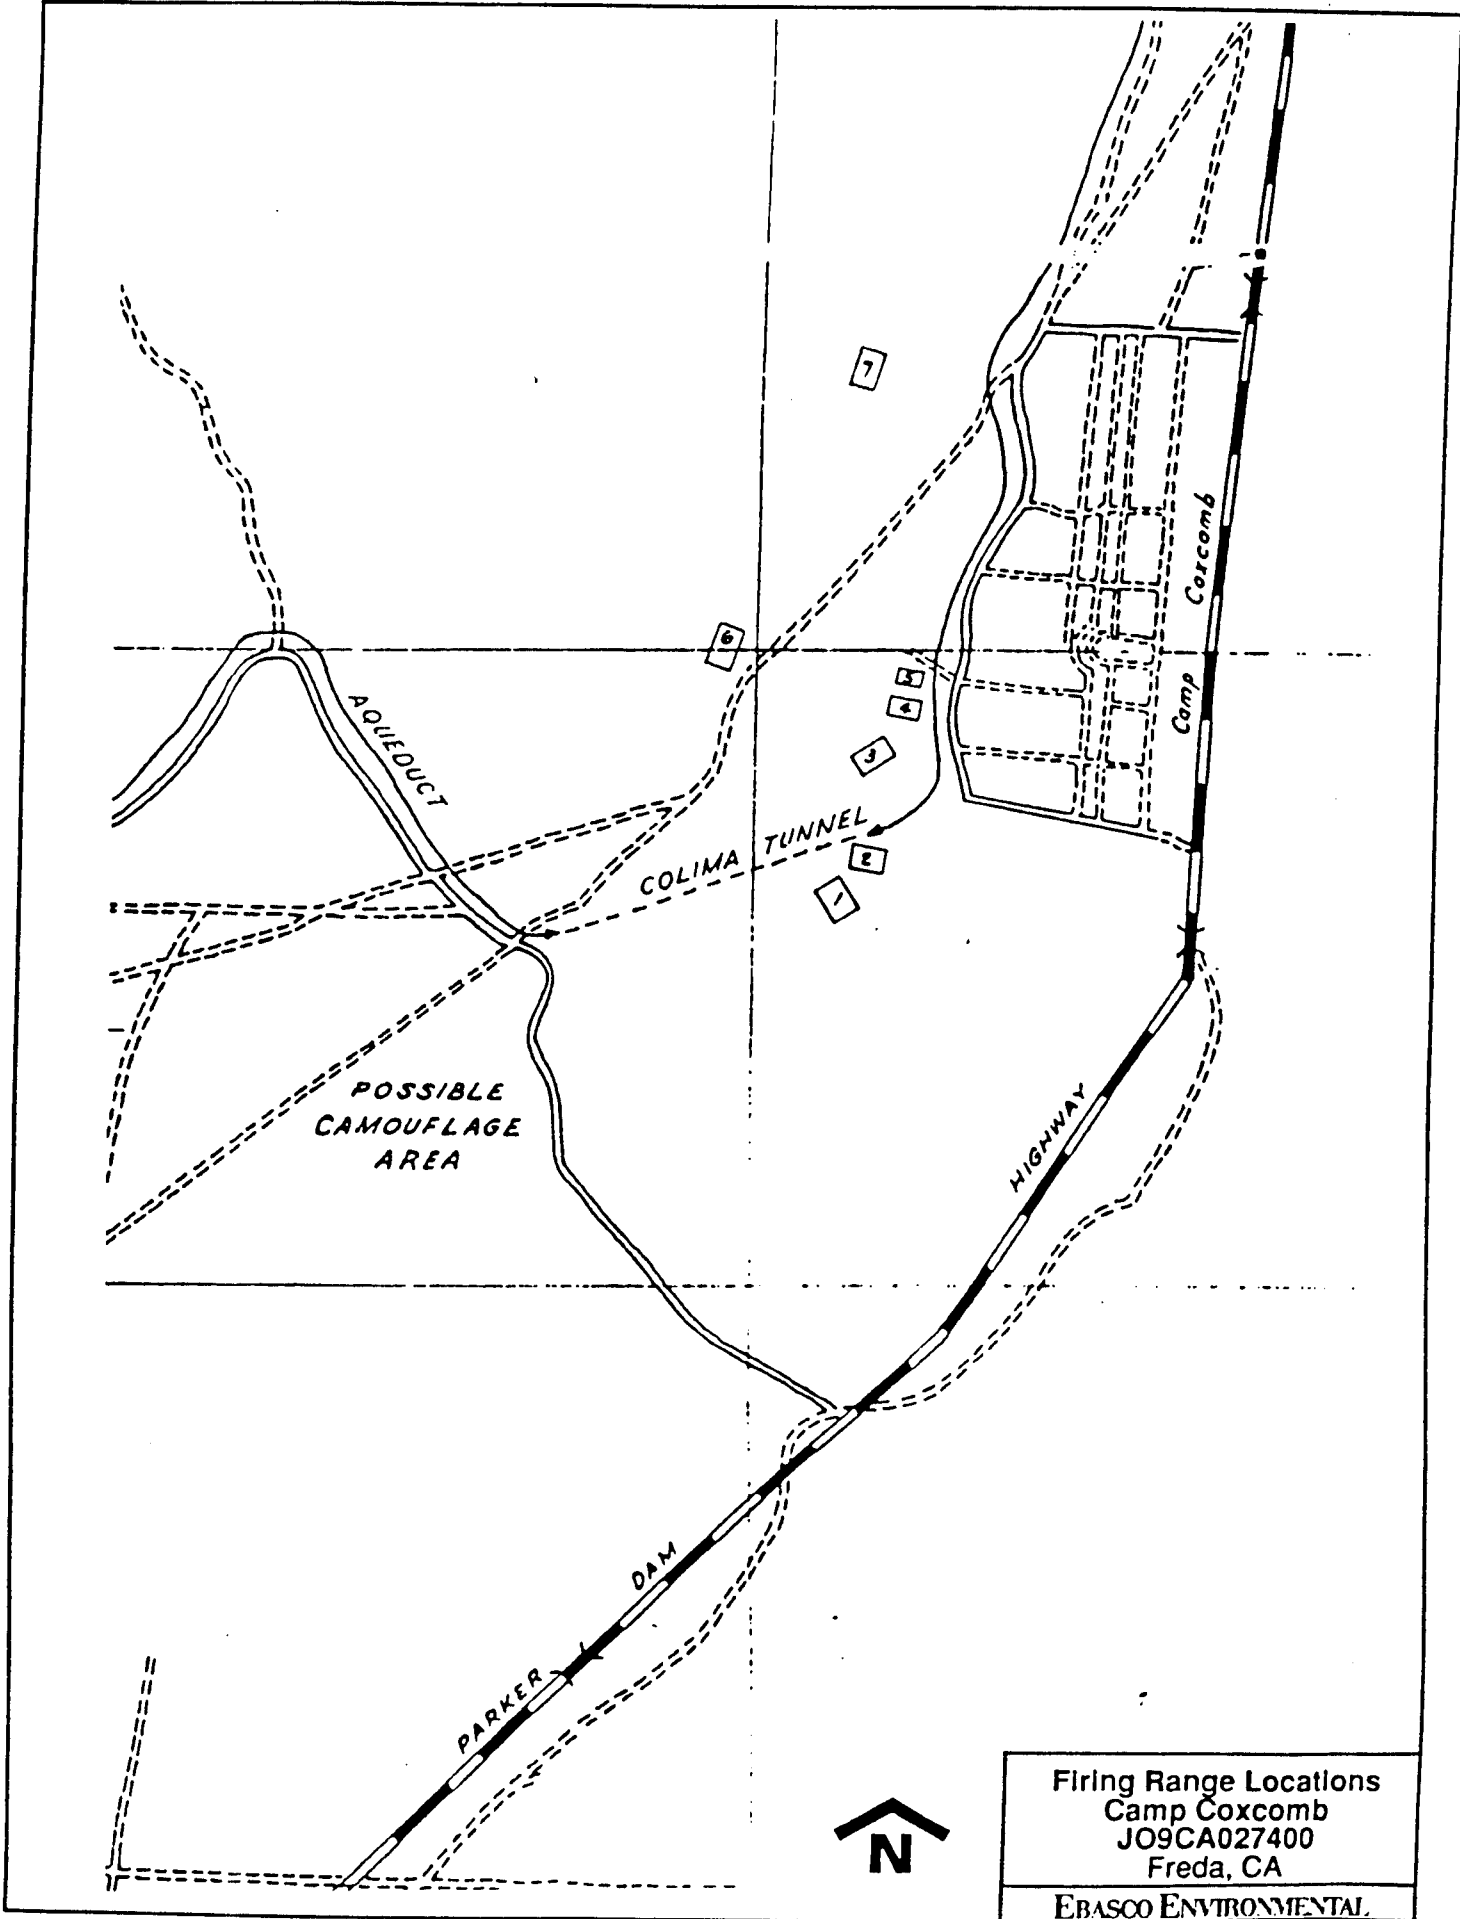 7
Coxcomb
6
5
Camp
AQUEDUCT
4
3
COLIMA TUNNEL
2
1
POSSIBLE
CAMOUFLAGE
AREA
HIGHWAY
DAM
PARKER
N
Firing Range Locations
Camp Coxcomb
JO9CA027400
Freda, CA
EBASCO ENVIRONMENTAL